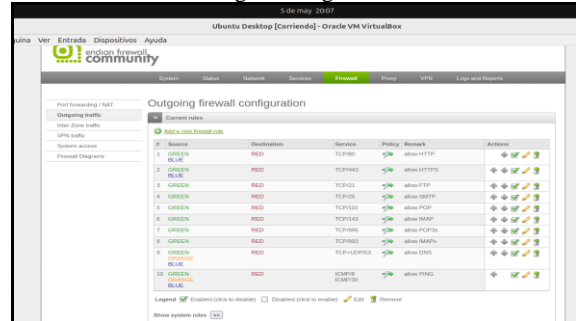 5 de may 20:07
Ubuntu Desktop [Corriendo] - Oracle VM VirtualBox
quina Ver Entrada Dispositivos Ayuda
endian firewall
community
System Status Network Services Firewall Proxy VPN Logs and Reports
Port forwarding / NAT
Outgoing traffic
Inter-Zone traffic
VPN traffic
System access
Firewall Diagrams
Outgoing firewall configuration
Current rules
Add a new firewall rule
# Source Destination Service Policy Remark Actions
1 GREEN RED TCP/80 allow HTTP
BLUE
2 GREEN RED TCP/443 allow HTTPS
BLUE
3 GREEN RED TCP/21 allow FTP
4 GREEN RED TCP/25 allow SMTP
5 GREEN RED TCP/110 allow POP
6 GREEN RED TCP/143 allow IMAP
7 GREEN RED TCP/995 allow POP3s
8 GREEN RED TCP/993 allow IMAPs
9 GREEN RED TCP+UDP/53 allow DNS
ORANGE
BLUE
10 GREEN RED ICMP/8 allow PING
ORANGE ICMP/30
BLUE
Legend Enabled (click to disable) Disabled (click to enable) Edit Remove
Show system rules >>